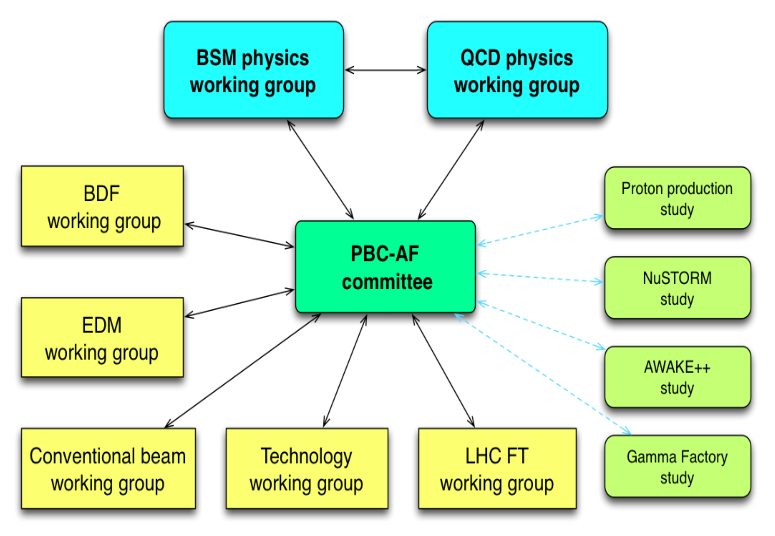 BSM physics
working group
QCD physics
working group
BDF
working group
Proton production
study
PBC-AF
committee
NuSTORM
study
EDM
working group
AWAKE++
study
Conventional beam
working group
Technology
working group
LHC FT
working group
Gamma Factory
study